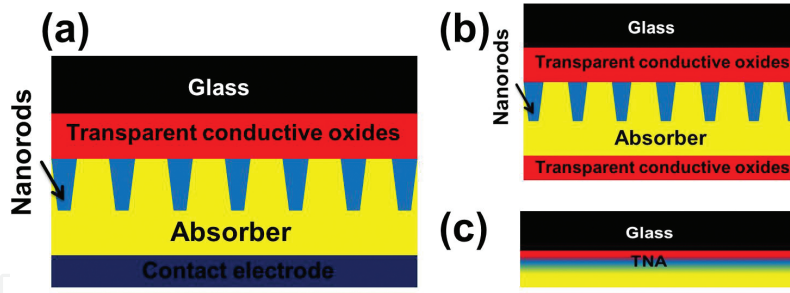 (a)
Glass
Transparent conductive oxides
Nanorods
Absorber
Contact electrode
(b)
Glass
Transparent conductive oxides
Nanorods
Absorber
Transparent conductive oxides
(c)
Glass
TNA